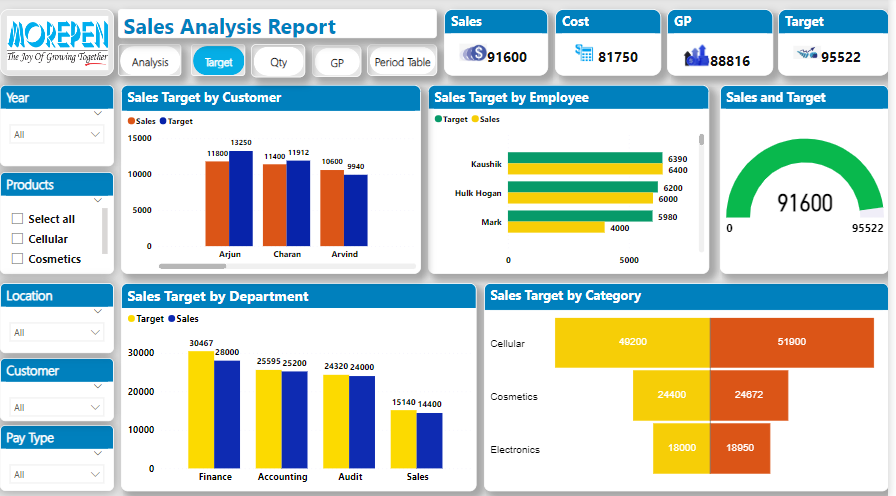 MOREPEN
The Joy Of Growing Together
Sales Analysis Report
Analysis
Target
Qty
GP
Period Table
Sales
91600
Cost
81750
GP
88816
Target
95522
Year
All
Products
Select all
Cellular
Cosmetics
Location
All
Customer
All
Pay Type
All
Sales Target by Customer
Sales Target
15000
10000
5000
0
11800 13250
11400 11912
10600 9940
Arjun Charan Arvind
Sales Target by Employee
Target Sales
Kaushik
6390
6400
Hulk Hogan
6200
6000
Mark
5980
4000
0 5000
Sales and Target
91600
0 95522
Sales Target by Department
Target Sales
30000
20000
10000
0
30467 28000
25595 25200
24320 24000
15140 14400
Finance Accounting Audit Sales
Sales Target by Category
Cellular 49200 51900
Cosmetics 24400 24672
Electronics 18000 18950